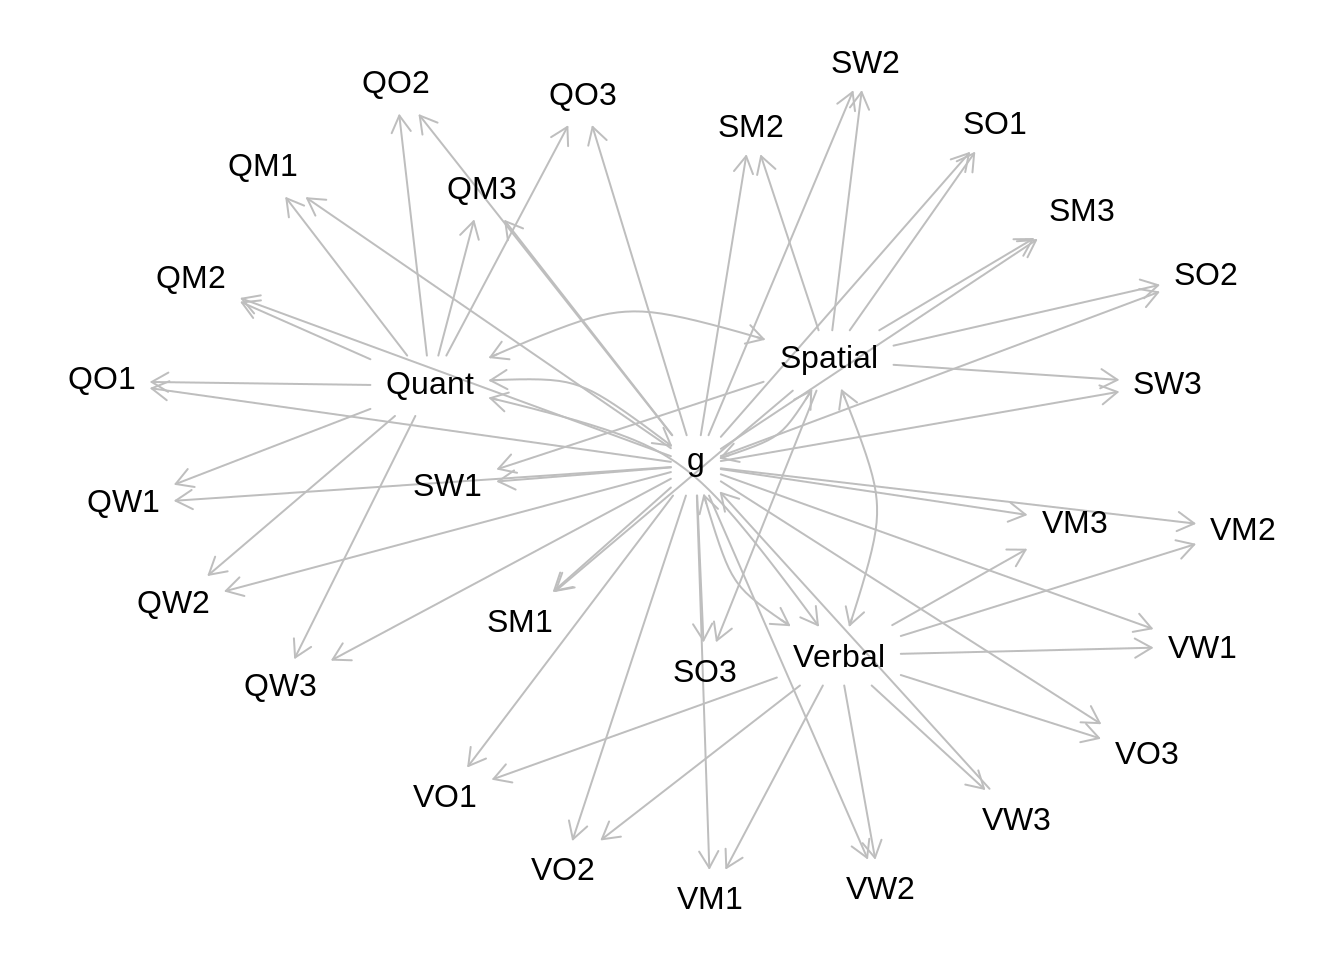 SW2
QO2
QO3
SM2
SO1
QM1
QM3
SM3
QM2
SO2
Spatial
QO1
Quant
SW3
g
SW1
QW1
VM3
VM2
QW2
SM1
VW1
Verbal
SO3
QW3
VO3
VO1
VW3
VO2
VW2
VM1